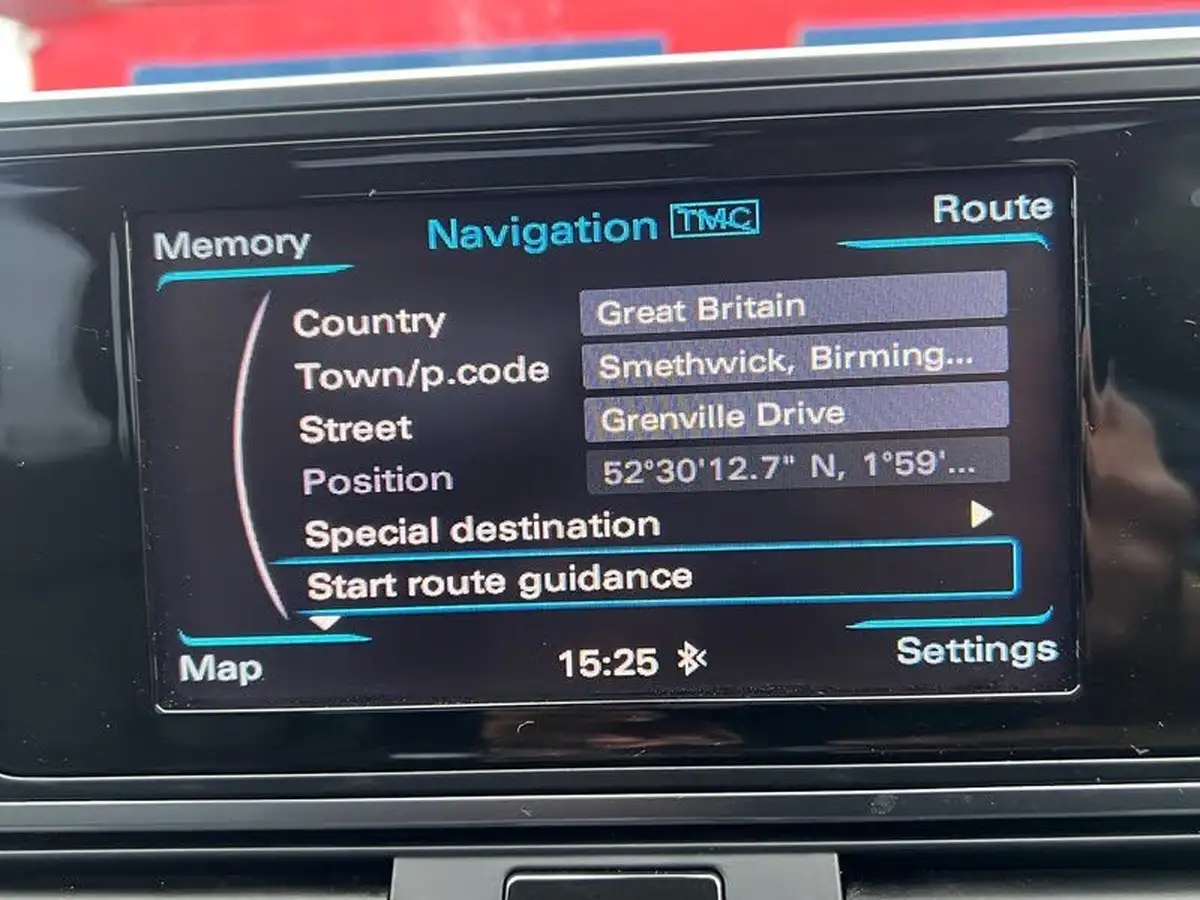 Memory
Navigation TMC
Route
Country Great Britain
Town/p.code Smethwick, Birming...
Street Grenville Drive
Position 52°30'12.7" N, 1°59'...
Special destination
Start route guidance
Map
15:25
Settings